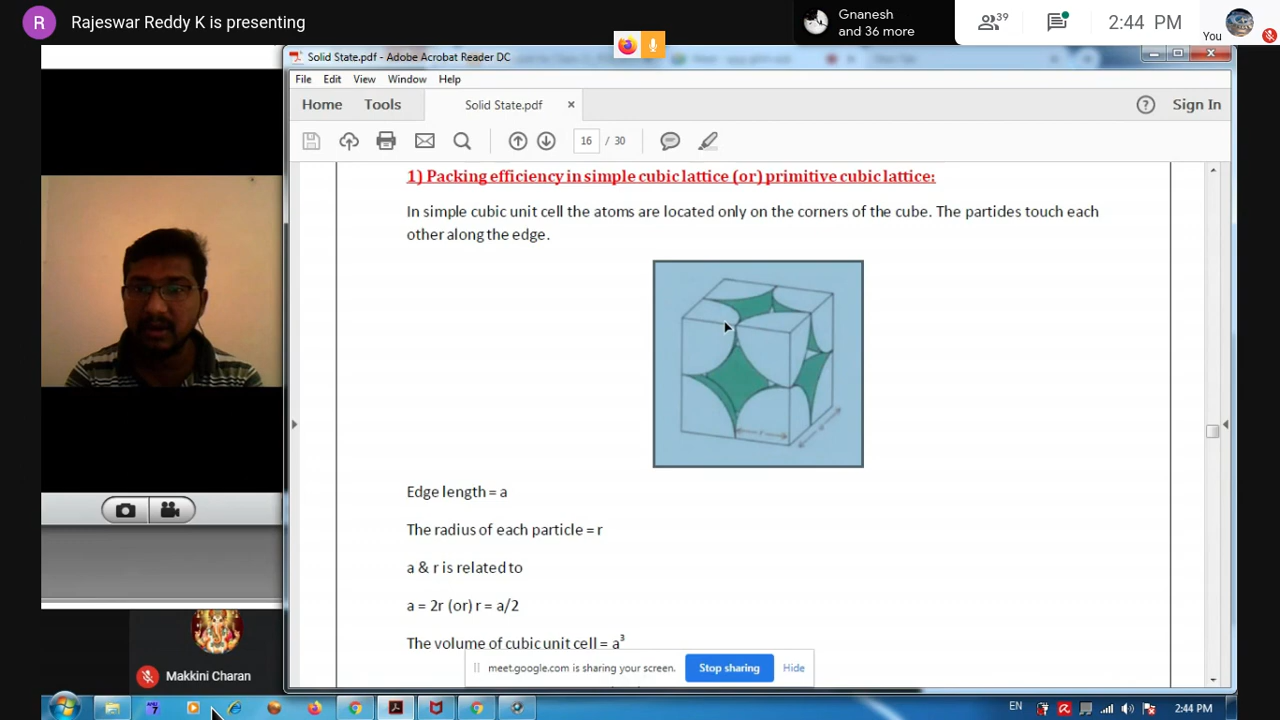 R Rajeswar Reddy K is presenting
Gnanesh
and 36 more
39
2:44 PM
You
Solid State.pdf - Adobe Acrobat Reader DC
File Edit View Window Help
Home Tools Solid State.pdf × ? Sign In
16 / 30
1) Packing efficiency in simple cubic lattice (or) primitive cubic lattice:
In simple cubic unit cell the atoms are located only on the corners of the cube. The particles touch each
other along the edge.
Edge length = a
The radius of each particle = r
a & r is related to
a = 2r (or) r = a/2
The volume of cubic unit cell = a³
meet.google.com is sharing your screen. Stop sharing Hide
Makkini Charan
EN 2:44 PM